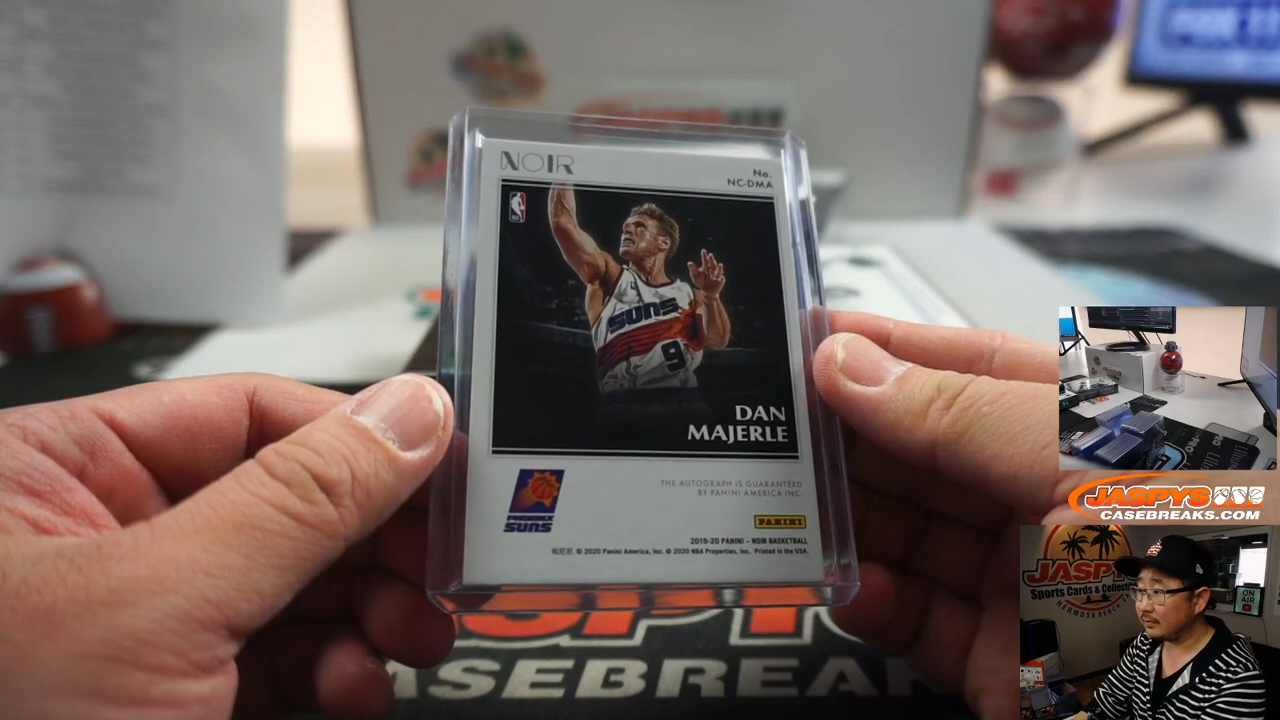 NOIR
No.
NC-DMA
SUNS
9
DAN
MAJERLE
PHOENIX
SUNS
THE AUTOGRAPH IS GUARANTEED
BY PANINI AMERICA INC.
PANINI
2019-20 PANINI - NOIR BASKETBALL
© 2020 Panini America, Inc. © 2020 NBA Properties, Inc. Printed in the USA.
CASEBREAK
JASPYS
CASEBREAKS.COM
JASPY'S
Sports Cards & Collectibles
HERMOSA BEACH
ON
AIR